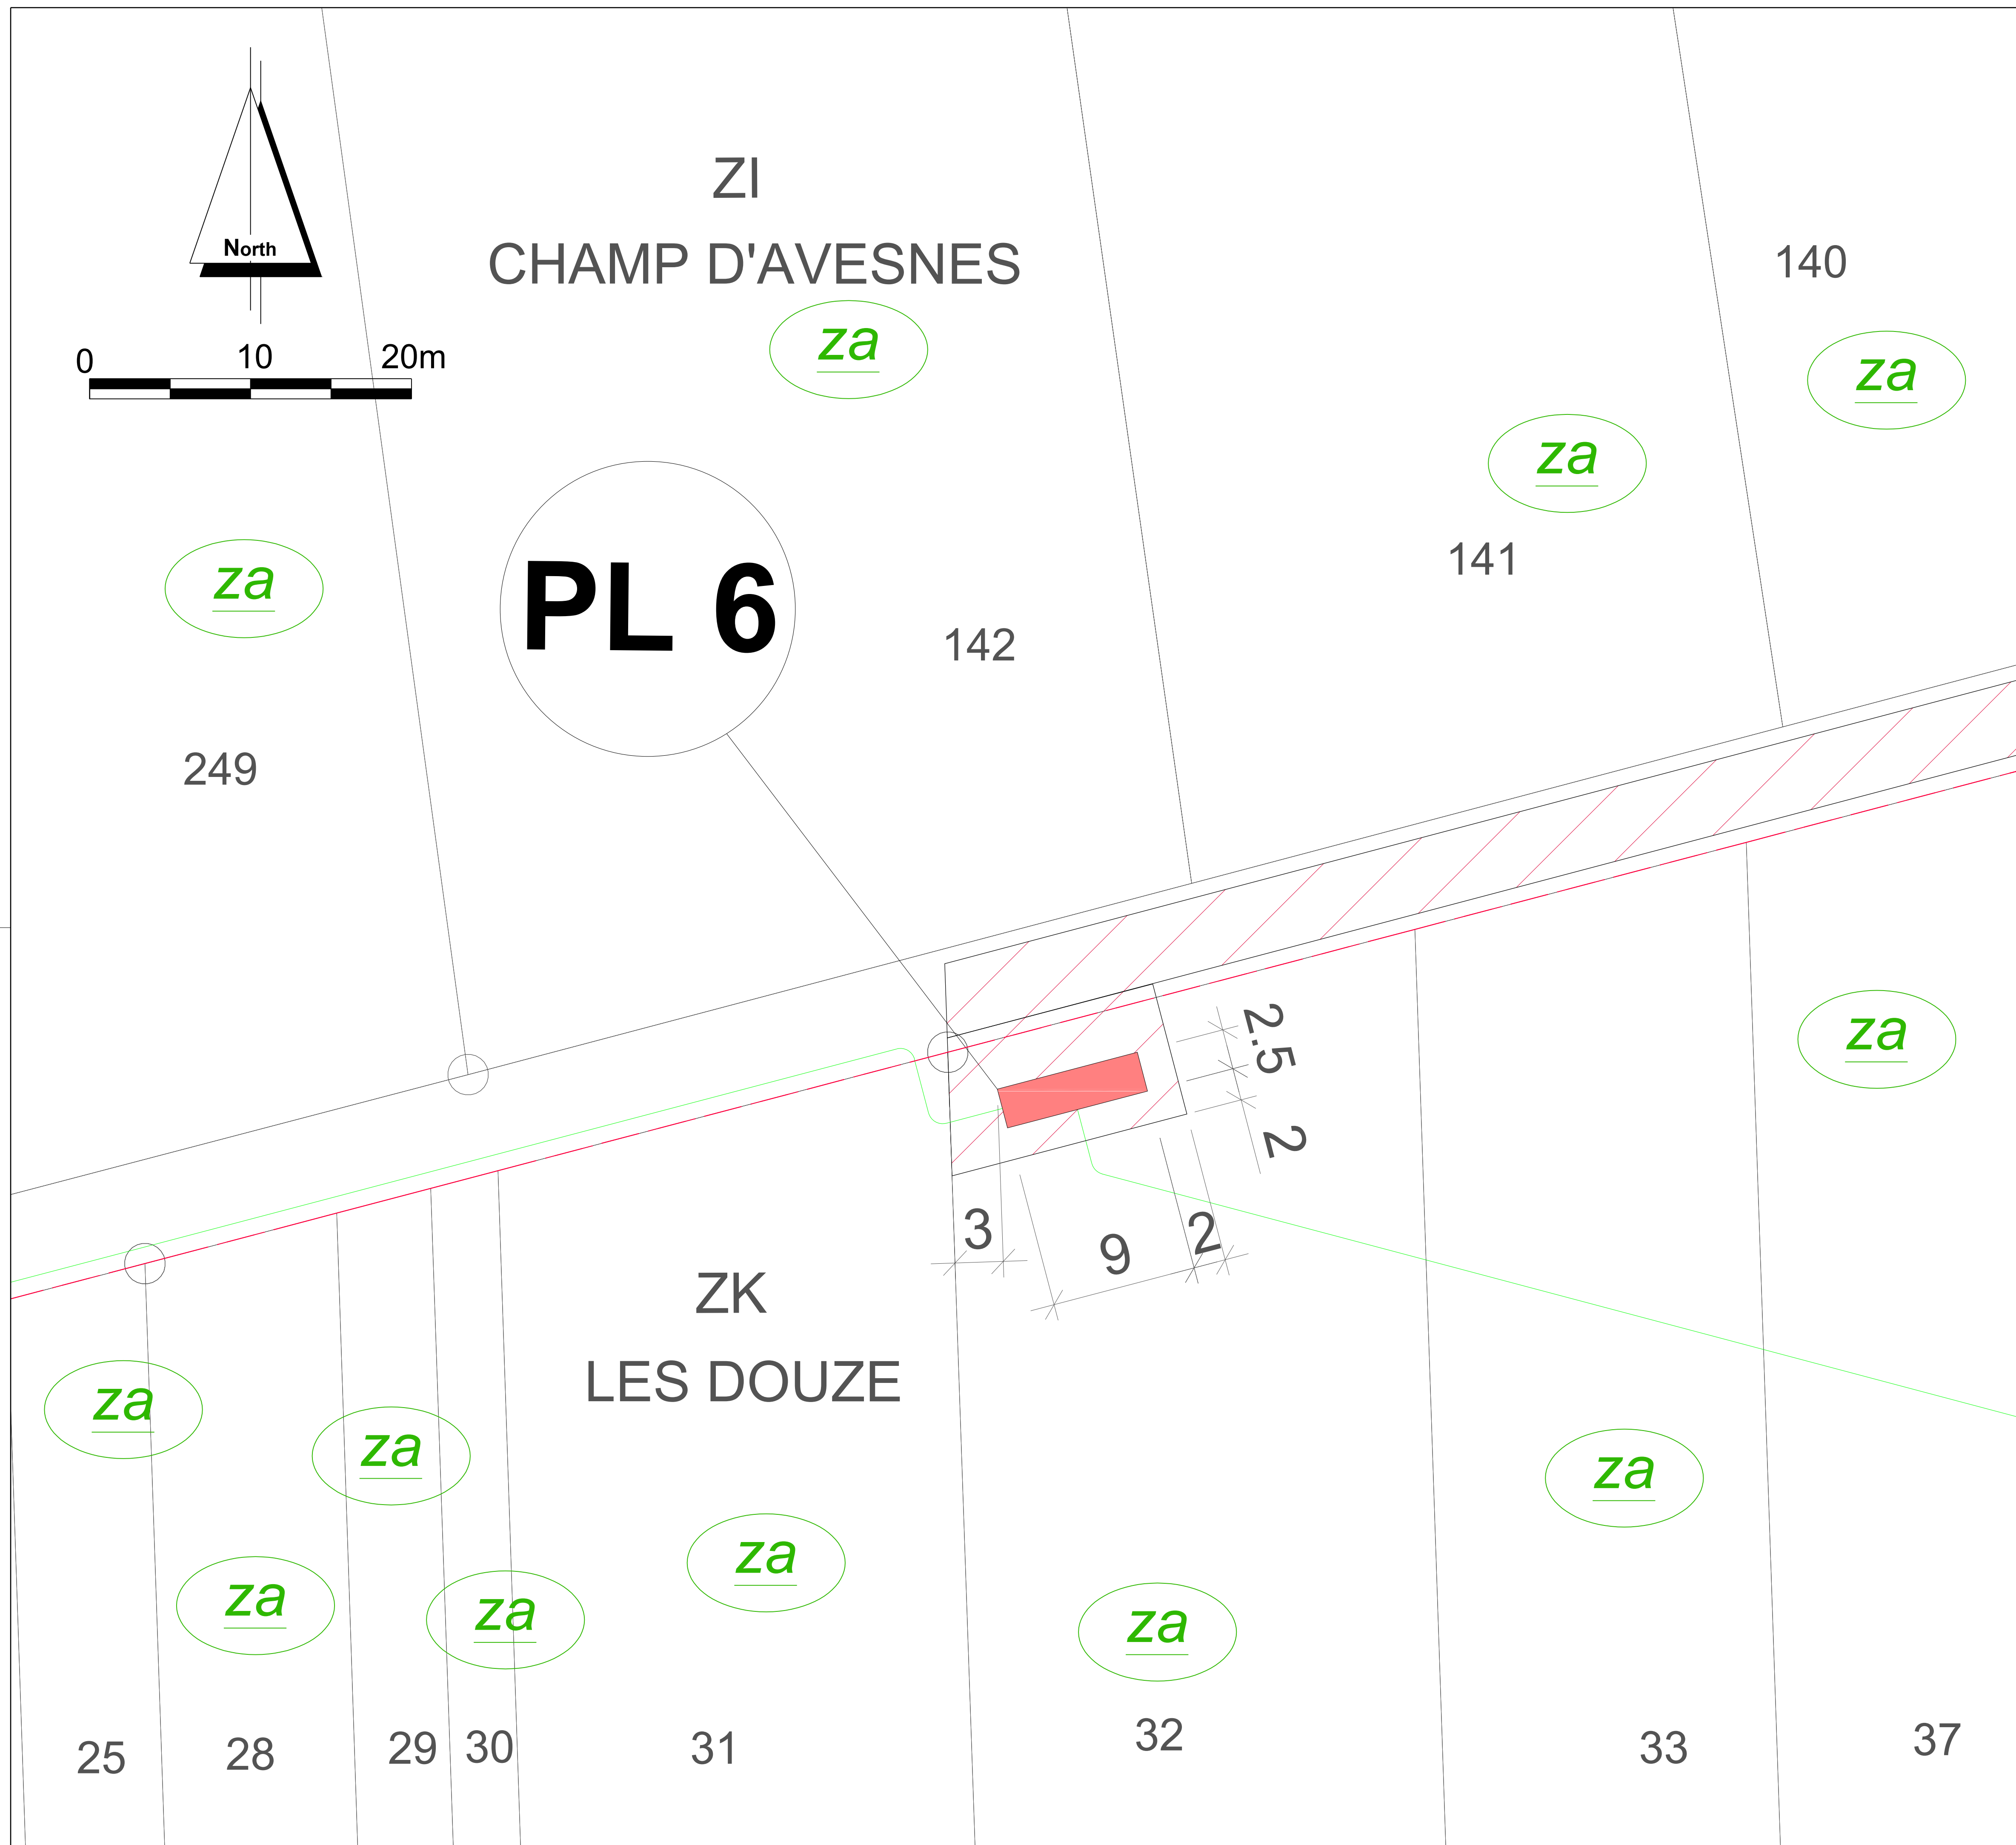 ZI
CHAMP D'AVESNES
140
North
0 10 20m
za
za
za
za
PL 6
141
142
249
2.5
za
2
3
9
2
ZK
LES DOUZE
za
za
za
za
za
za
za
25
28
29
30
31
32
33
37